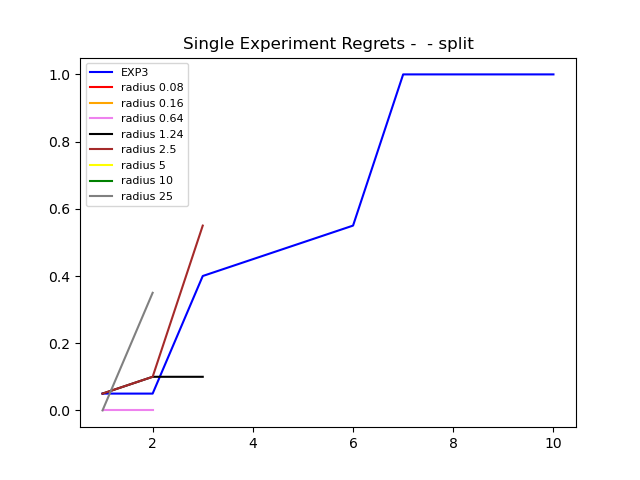 Single Experiment Regrets -  - split
EXP3
radius 0.08
radius 0.16
radius 0.64
radius 1.24
radius 2.5
radius 5
radius 10
radius 25
1.0
0.8
0.6
0.4
0.2
0.0
2
4
6
8
10